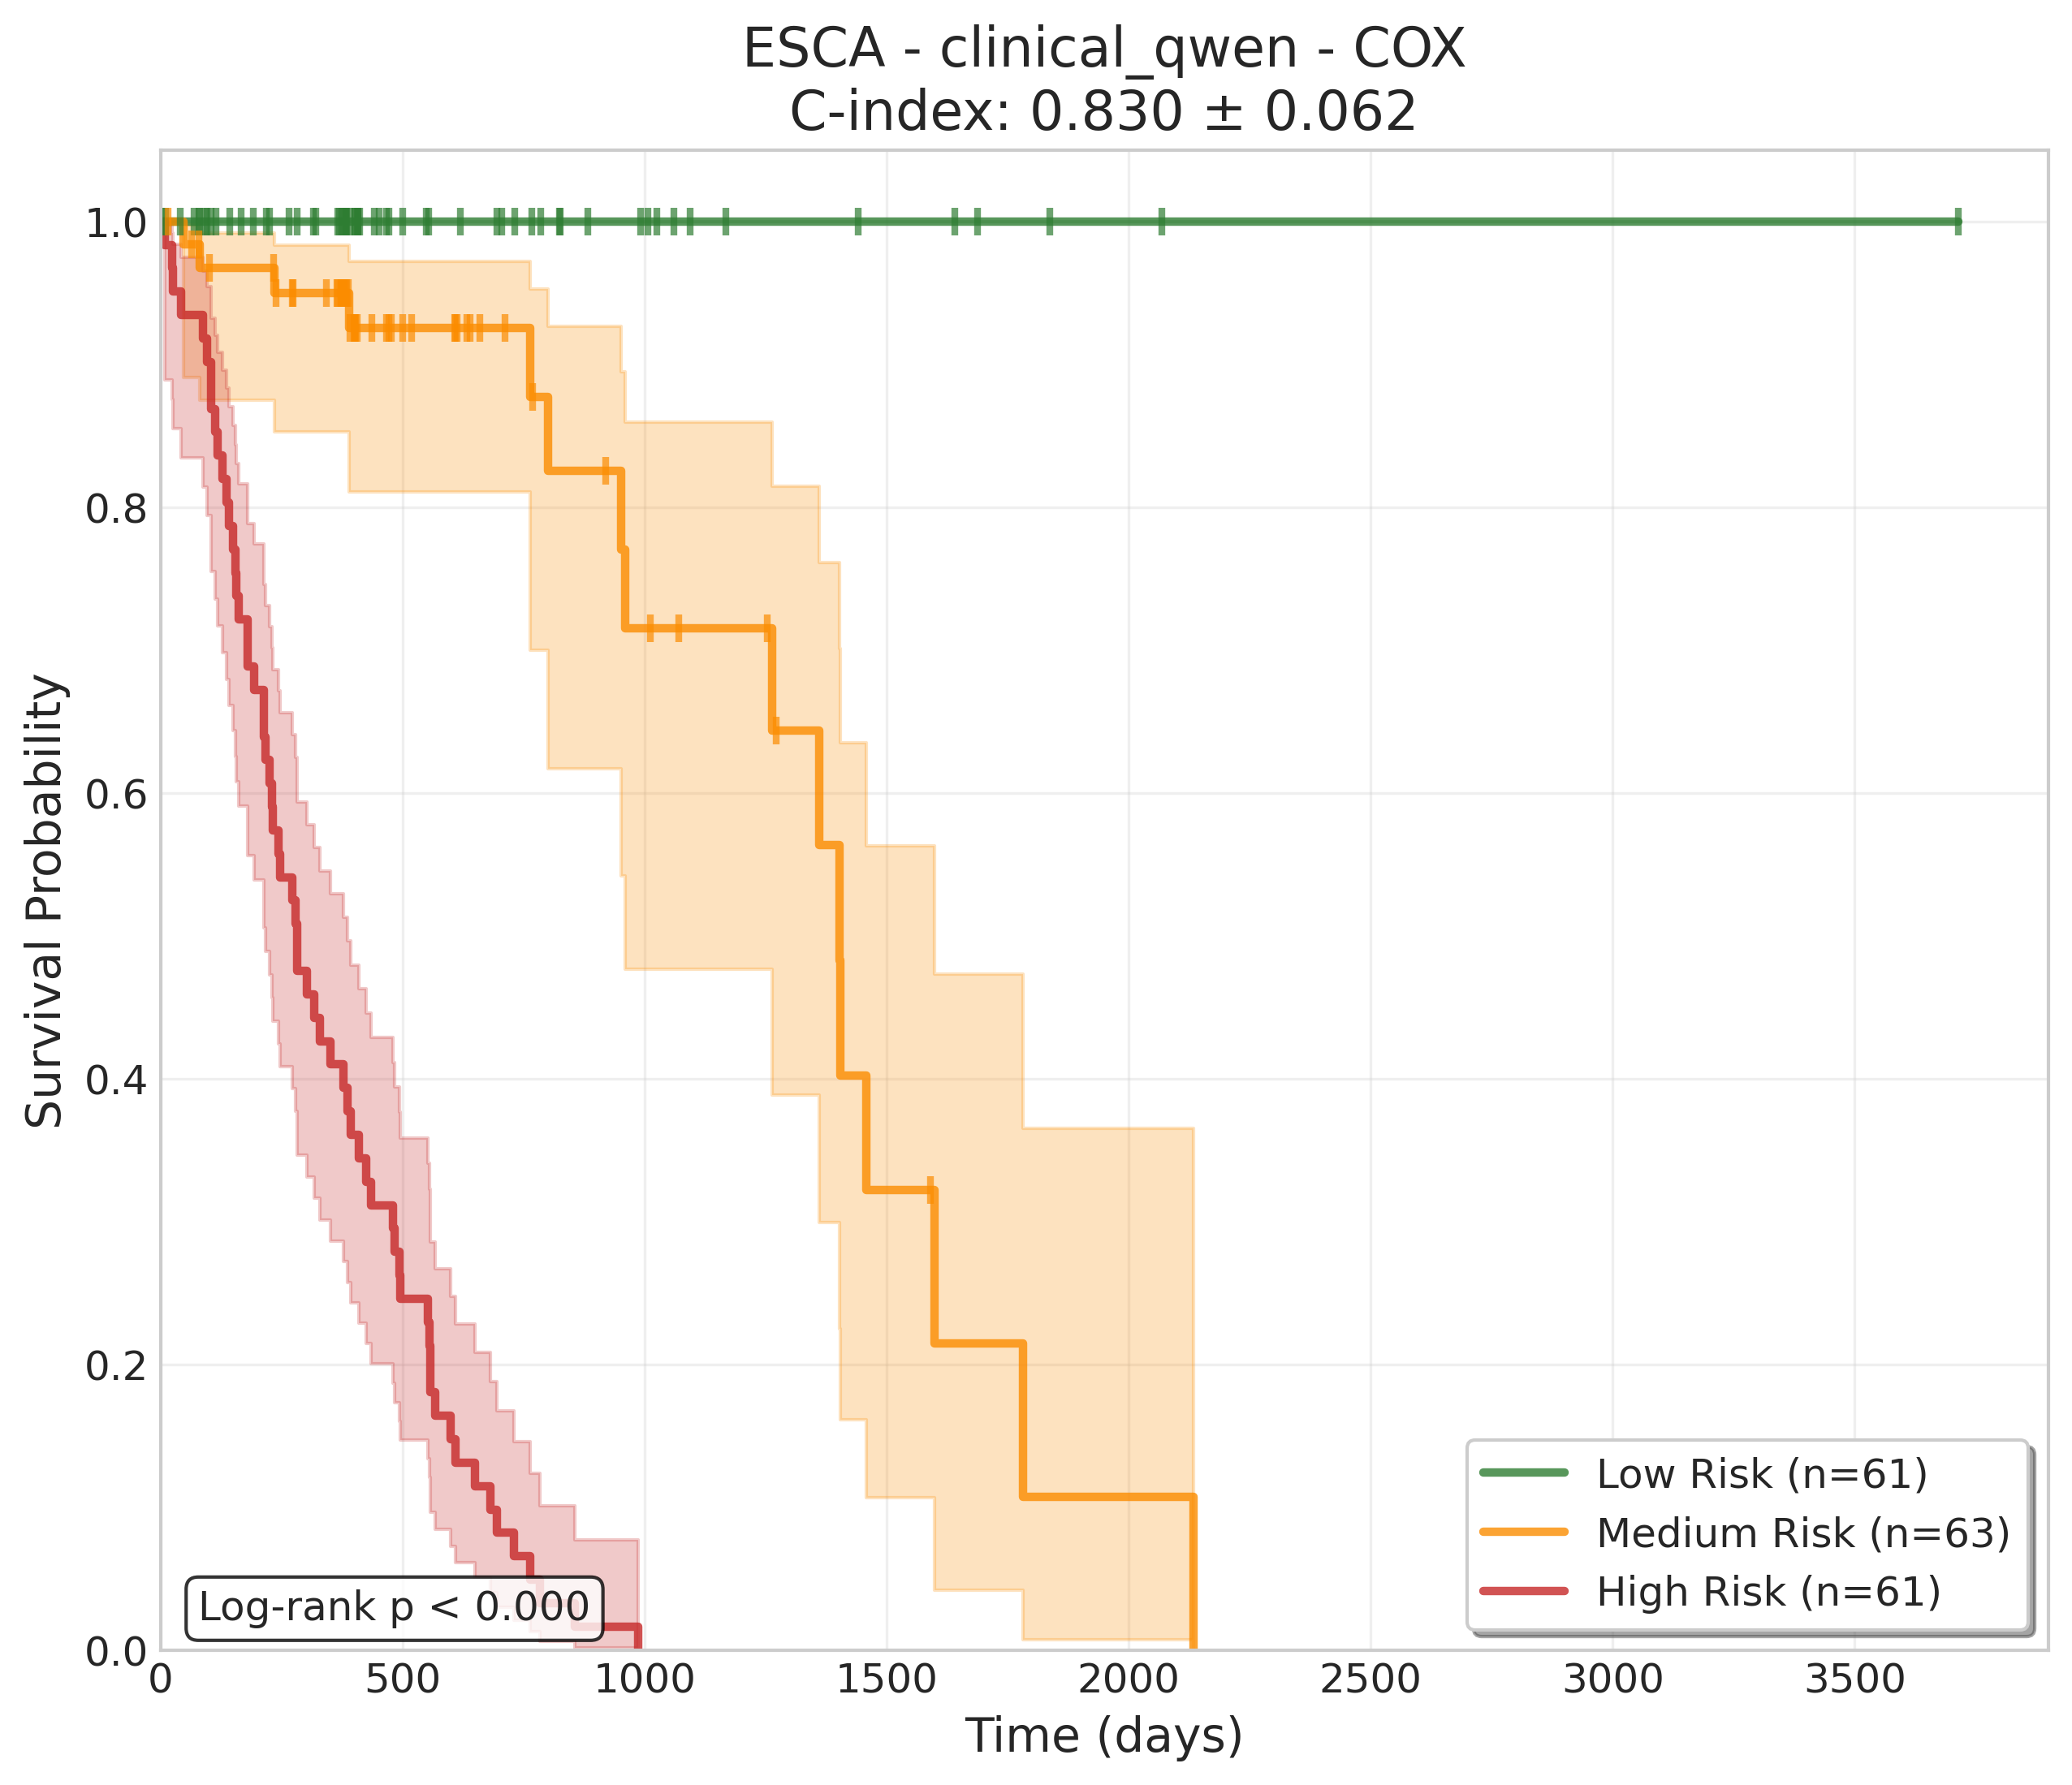 ESCA - clinical_qwen - COX
C-index: 0.830 ± 0.062
Survival Probability
1.0
0.8
0.6
0.4
0.2
0.0
Log-rank p < 0.000
Low Risk (n=61)
Medium Risk (n=63)
High Risk (n=61)
0 500 1000 1500 2000 2500 3000 3500
Time (days)